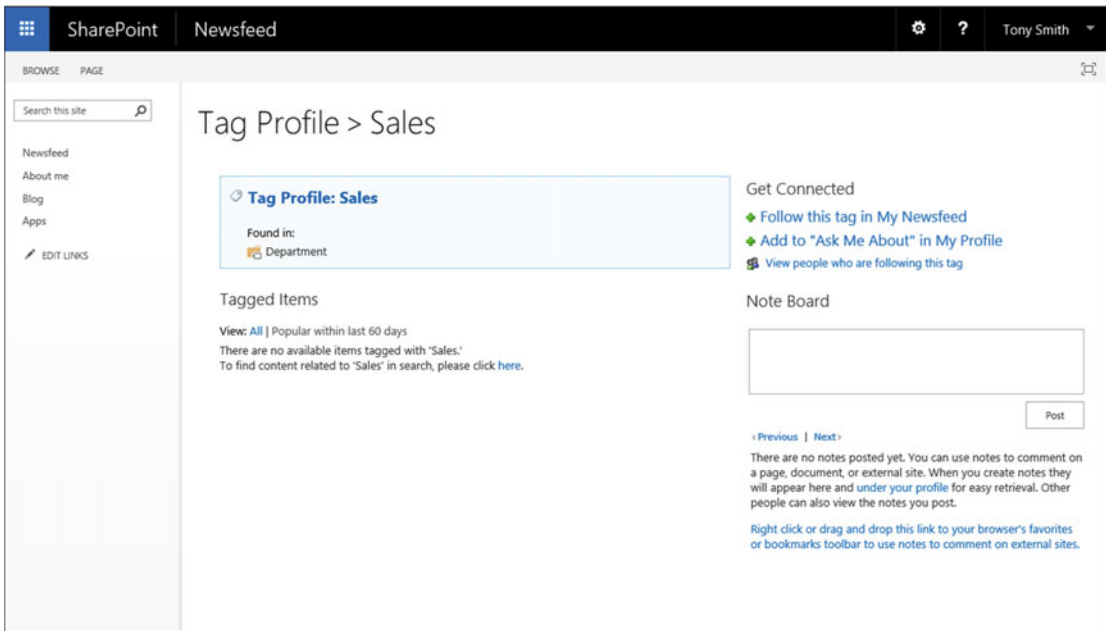 SharePoint Newsfeed ? Tony Smith
BROWSE PAGE
Search this site
Newsfeed
About me
Blog
Apps
EDIT LINKS
Tag Profile > Sales
Tag Profile: Sales
Found in:
Department
Tagged Items
View: All | Popular within last 60 days
There are no available items tagged with 'Sales.'
To find content related to 'Sales' in search, please click here.
Get Connected
Follow this tag in My Newsfeed
Add to "Ask Me About" in My Profile
View people who are following this tag
Note Board
Post
Previous | Next
There are no notes posted yet. You can use notes to comment on
a page, document, or external site. When you create notes they
will appear here and under your profile for easy retrieval. Other
people can also view the notes you post.
Right click or drag and drop this link to your browser's favorites
or bookmarks toolbar to use notes to comment on external sites.